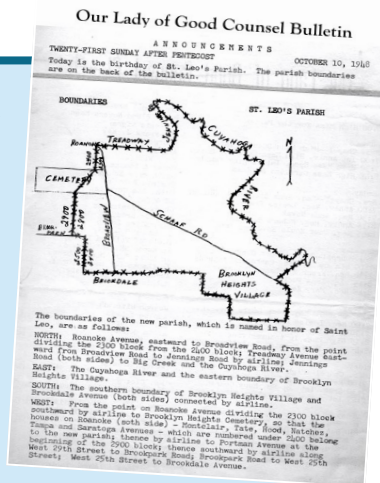 Our Lady of Good Counsel Bulletin
ANNOUNCEMENTS
TWENTY-FIRST SUNDAY AFTER PENTECOST OCTOBER 10, 1948
Today is the birthday of St. Leo's Parish. The parish boundaries
are on the back of the bulletin.
BOUNDARIES ST. LEO'S PARISH
ROANOKE TREADWAY
CUYAHOGA
RIVER
N
CEMETERY
2900
BROADVIEW
SCHAAF RD
BROOKDALE
BROOKLYN
HEIGHTS
VILLAGE
The boundaries of the new parish, which is named in honor of Saint
Leo, are as follows:
NORTH: Roanoke Avenue, eastward to Broadview Road, from the point
dividing the 2300 block from the 2400 block; Treadway Avenue east-
ward from Broadview Road to Jennings Road by airline; Jennings
Road (both sides) to Big Creek and the Cuyahoga River.
EAST: The Cuyahoga River and the eastern boundary of Brooklyn
Heights Village.
SOUTH: The southern boundary of Brooklyn Heights Village and
Brookdale Avenue (both sides) connected by airline.
WEST: From the point on Roanoke Avenue dividing the 2300 block
southward by airline to Brooklyn Heights Cemetery, so that the
houses on Roanoke (both side) - Montclair, Tate, Hood, Natchez,
Tampa and Saratoga Avenues - which are numbered under 2400 belong
to the new parish; thence by airline to Portman Avenue at the
beginning of the 2900 block; thence southward by airline along
West 29th Street to Brookpark Road; Brookpark Road to West 25th
Street; West 25th Street to Brookdale Avenue.